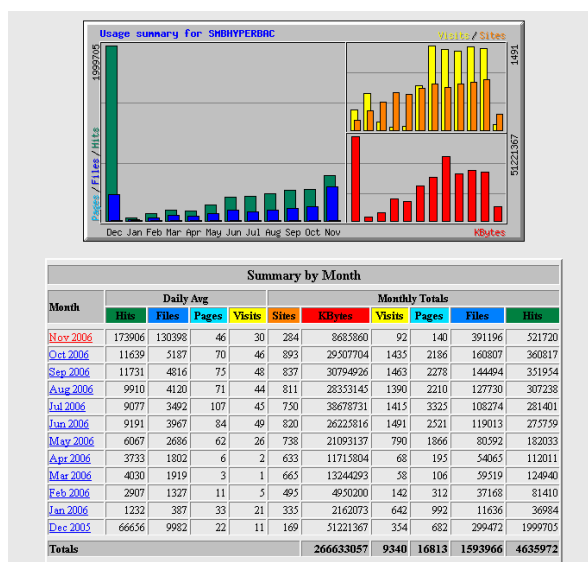 Usage summary for SMBHYPERBAC
Visits/Sites
1999705
1491
51221367
Pages/Files/Hits
Dec Jan Feb Mar Apr May Jun Jul Aug Sep Oct Nov
KBytes
Summary by Month
Month Daily Avg Monthly Totals
Hits Files Pages Visits Sites KBytes Visits Pages Files Hits
Nov 2006 173906 130398 46 30 284 8685860 92 140 391196 521720
Oct 2006 11639 5187 70 46 893 29507704 1435 2186 160807 360817
Sep 2006 11731 4816 75 48 837 30794926 1463 2278 144494 351954
Aug 2006 9910 4120 71 44 811 28353145 1390 2210 127730 307238
Jul 2006 9077 3492 107 45 750 38678731 1415 3325 108274 281401
Jun 2006 9191 3967 84 49 820 26225816 1491 2521 119013 275759
May 2006 6067 2686 62 26 738 21093137 790 1866 80592 182033
Apr 2006 3733 1802 6 2 633 11715804 68 195 54065 112011
Mar 2006 4030 1919 3 1 665 13244293 58 106 59519 124940
Feb 2006 2907 1327 11 5 495 4950200 142 312 37168 81410
Jan 2006 1232 387 33 21 335 2162073 642 992 11636 36984
Dec 2005 66656 9982 22 11 169 51221367 354 682 299472 1999705
Totals 266633057 9340 16813 1593966 4635972